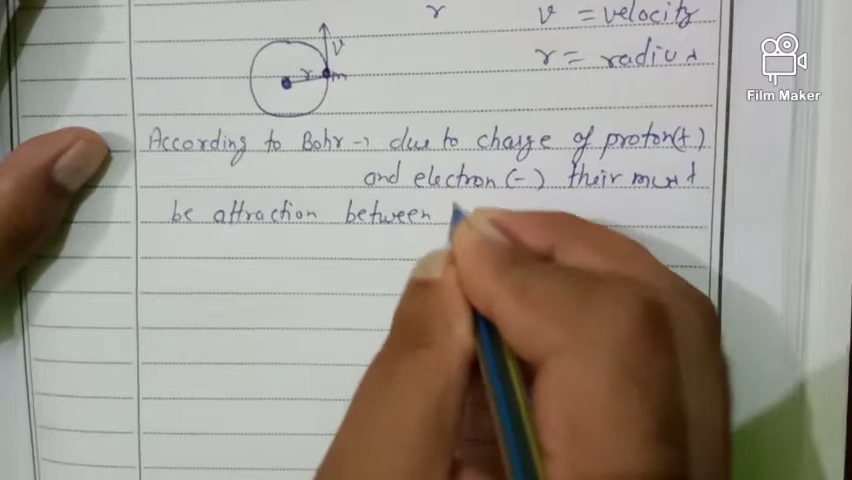 r
v = velocity
r = radius
v
r
m
According to Bohr → due to charge of proton(+)
and electron (-) their must
be attraction between
Film Maker